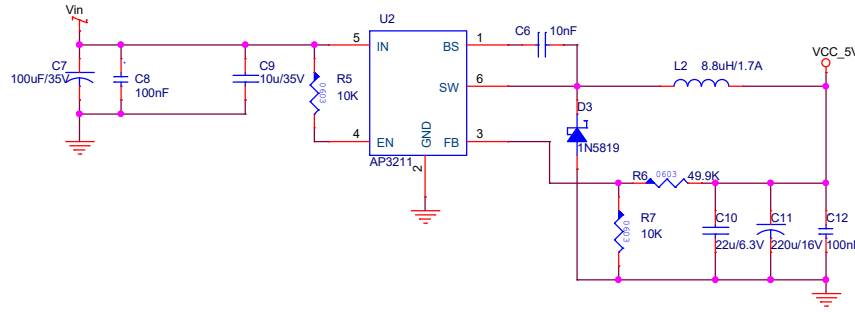 Vin
U2
C6 10nF
5 IN BS 1
C7
100uF/35V
C8
100nF
C9
10u/35V
R5
10K
0603
SW 6
L2 8.8uH/1.7A
VCC_5V
4 EN GND FB 3
AP3211
2
D3
1N5819
R6 0603 49.9K
R7
10K
0603
C10
22u/6.3V
C11
220u/16V
C12